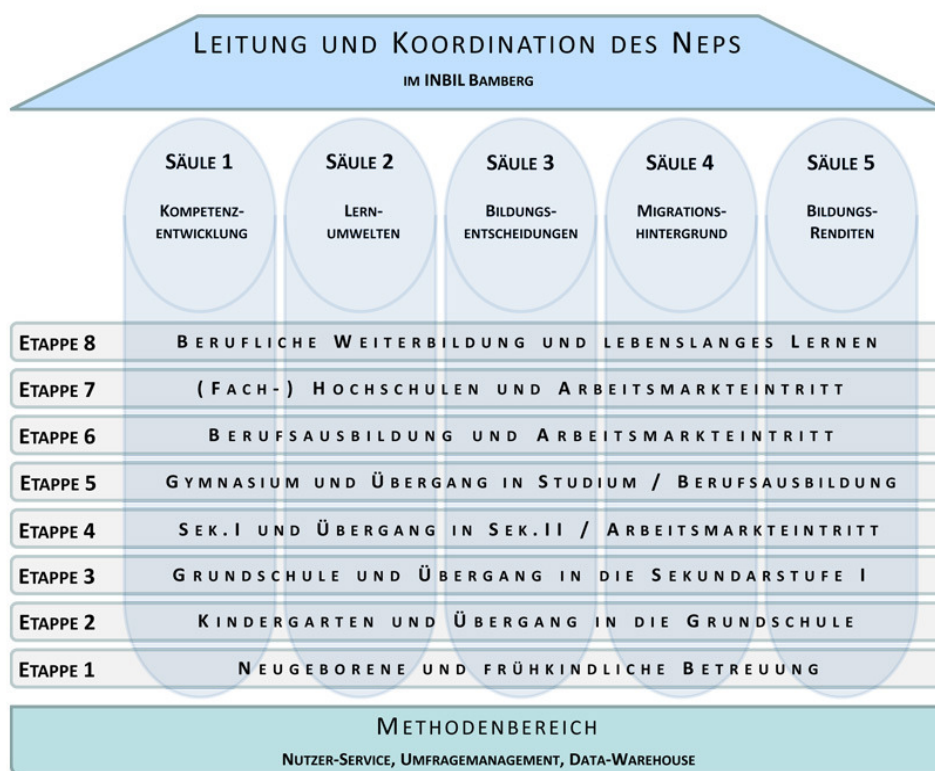 LEITUNG UND KOORDINATION DES NEPS
IM INBIL BAMBERG
SÄULE 1
KOMPETENZ-
ENTWICKLUNG
SÄULE 2
LERN-
UMWELTEN
SÄULE 3
BILDUNGS-
ENTSCHEIDUNGEN
SÄULE 4
MIGRATIONS-
HINTERGRUND
SÄULE 5
BILDUNGS-
RENDITEN
ETAPPE 8 BERUFLICHE WEITERBILDUNG UND LEBENSLANGES LERNEN
ETAPPE 7 (FACH-) HOCHSCHULEN UND ARBEITSMARKTEINTRITT
ETAPPE 6 BERUFSAUSBILDUNG UND ARBEITSMARKTEINTRITT
ETAPPE 5 GYMNASIUM UND ÜBERGANG IN STUDIUM / BERUFSAUSBILDUNG
ETAPPE 4 SEK.I UND ÜBERGANG IN SEK.II / ARBEITSMARKTEINTRITT
ETAPPE 3 GRUNDSCHULE UND ÜBERGANG IN DIE SEKUNDARSTUFE I
ETAPPE 2 KINDERGARTEN UND ÜBERGANG IN DIE GRUNDSCHULE
ETAPPE 1 NEUGEBORENE UND FRÜHKINDLICHE BETREUUNG
METHODENBEREICH
NUTZER-SERVICE, UMFRAGEMANAGEMENT, DATA-WAREHOUSE